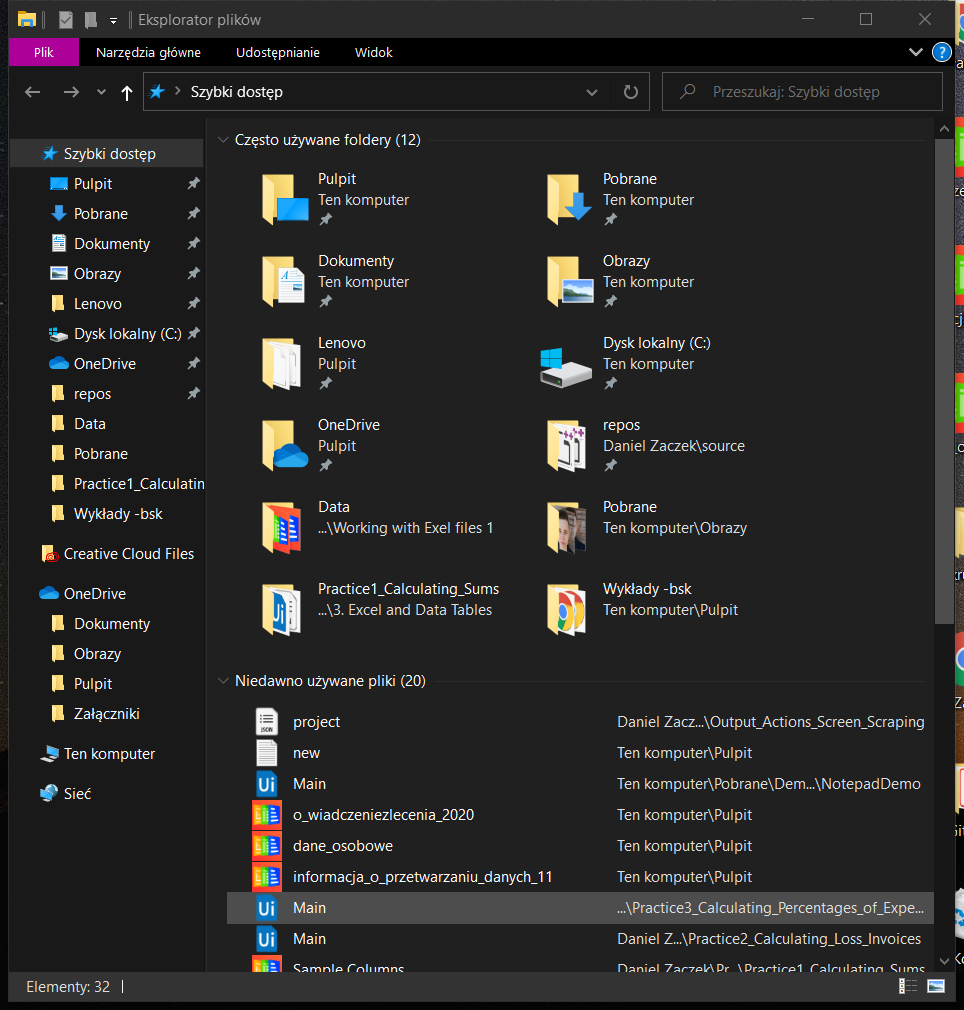 Eksplorator plików
Plik Narzędzia główne Udostępnianie Widok
Szybki dostęp
Przeszukaj: Szybki dostęp
Szybki dostęp
Pulpit
Pobrane
Dokumenty
Obrazy
Lenovo
Dysk lokalny (C:)
OneDrive
repos
Data
Pobrane
Practice1_Calculatin
Wykłady -bsk
Creative Cloud Files
OneDrive
Dokumenty
Obrazy
Pulpit
Załączniki
Ten komputer
Sieć
Często używane foldery (12)
Pulpit
Ten komputer
Pobrane
Ten komputer
Dokumenty
Ten komputer
Obrazy
Ten komputer
Lenovo
Pulpit
Dysk lokalny (C:)
Ten komputer
OneDrive
Pulpit
repos
Daniel Zaczek\source
Data
...\Working with Exel files 1
Pobrane
Ten komputer\Obrazy
Practice1_Calculating_Sums
...\3. Excel and Data Tables
Wykłady -bsk
Ten komputer\Pulpit
Niedawno używane pliki (20)
project Daniel Zacz...\Output_Actions_Screen_Scraping
new Ten komputer\Pulpit
Main Ten komputer\Pobrane\Dem...\NotepadDemo
o_wiadczeniezlecenia_2020 Ten komputer\Pulpit
dane_osobowe Ten komputer\Pulpit
informacja_o_przetwarzaniu_danych_11 Ten komputer\Pulpit
Main ...\Practice3_Calculating_Percentages_of_Expe...
Main Daniel Z...\Practice2_Calculating_Loss_Invoices
Sample Columns Daniel Zaczek\Pr...\Practice1_Calculating_Sums
Elementy: 32